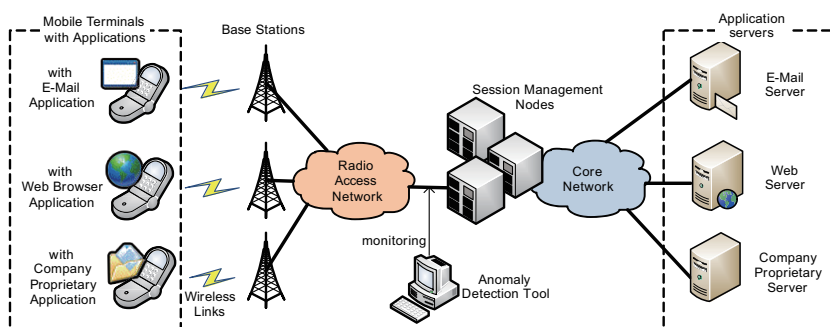 Mobile Terminals
with Applications
with
E-Mail
Application
with
Web Browser
Application
with
Company
Proprietary
Application
Base Stations
Wireless
Links
Radio
Access
Network
monitoring
Anomaly
Detection Tool
Session Management
Nodes
Core
Network
Application
servers
E-Mail
Server
Web
Server
Company
Proprietary
Server